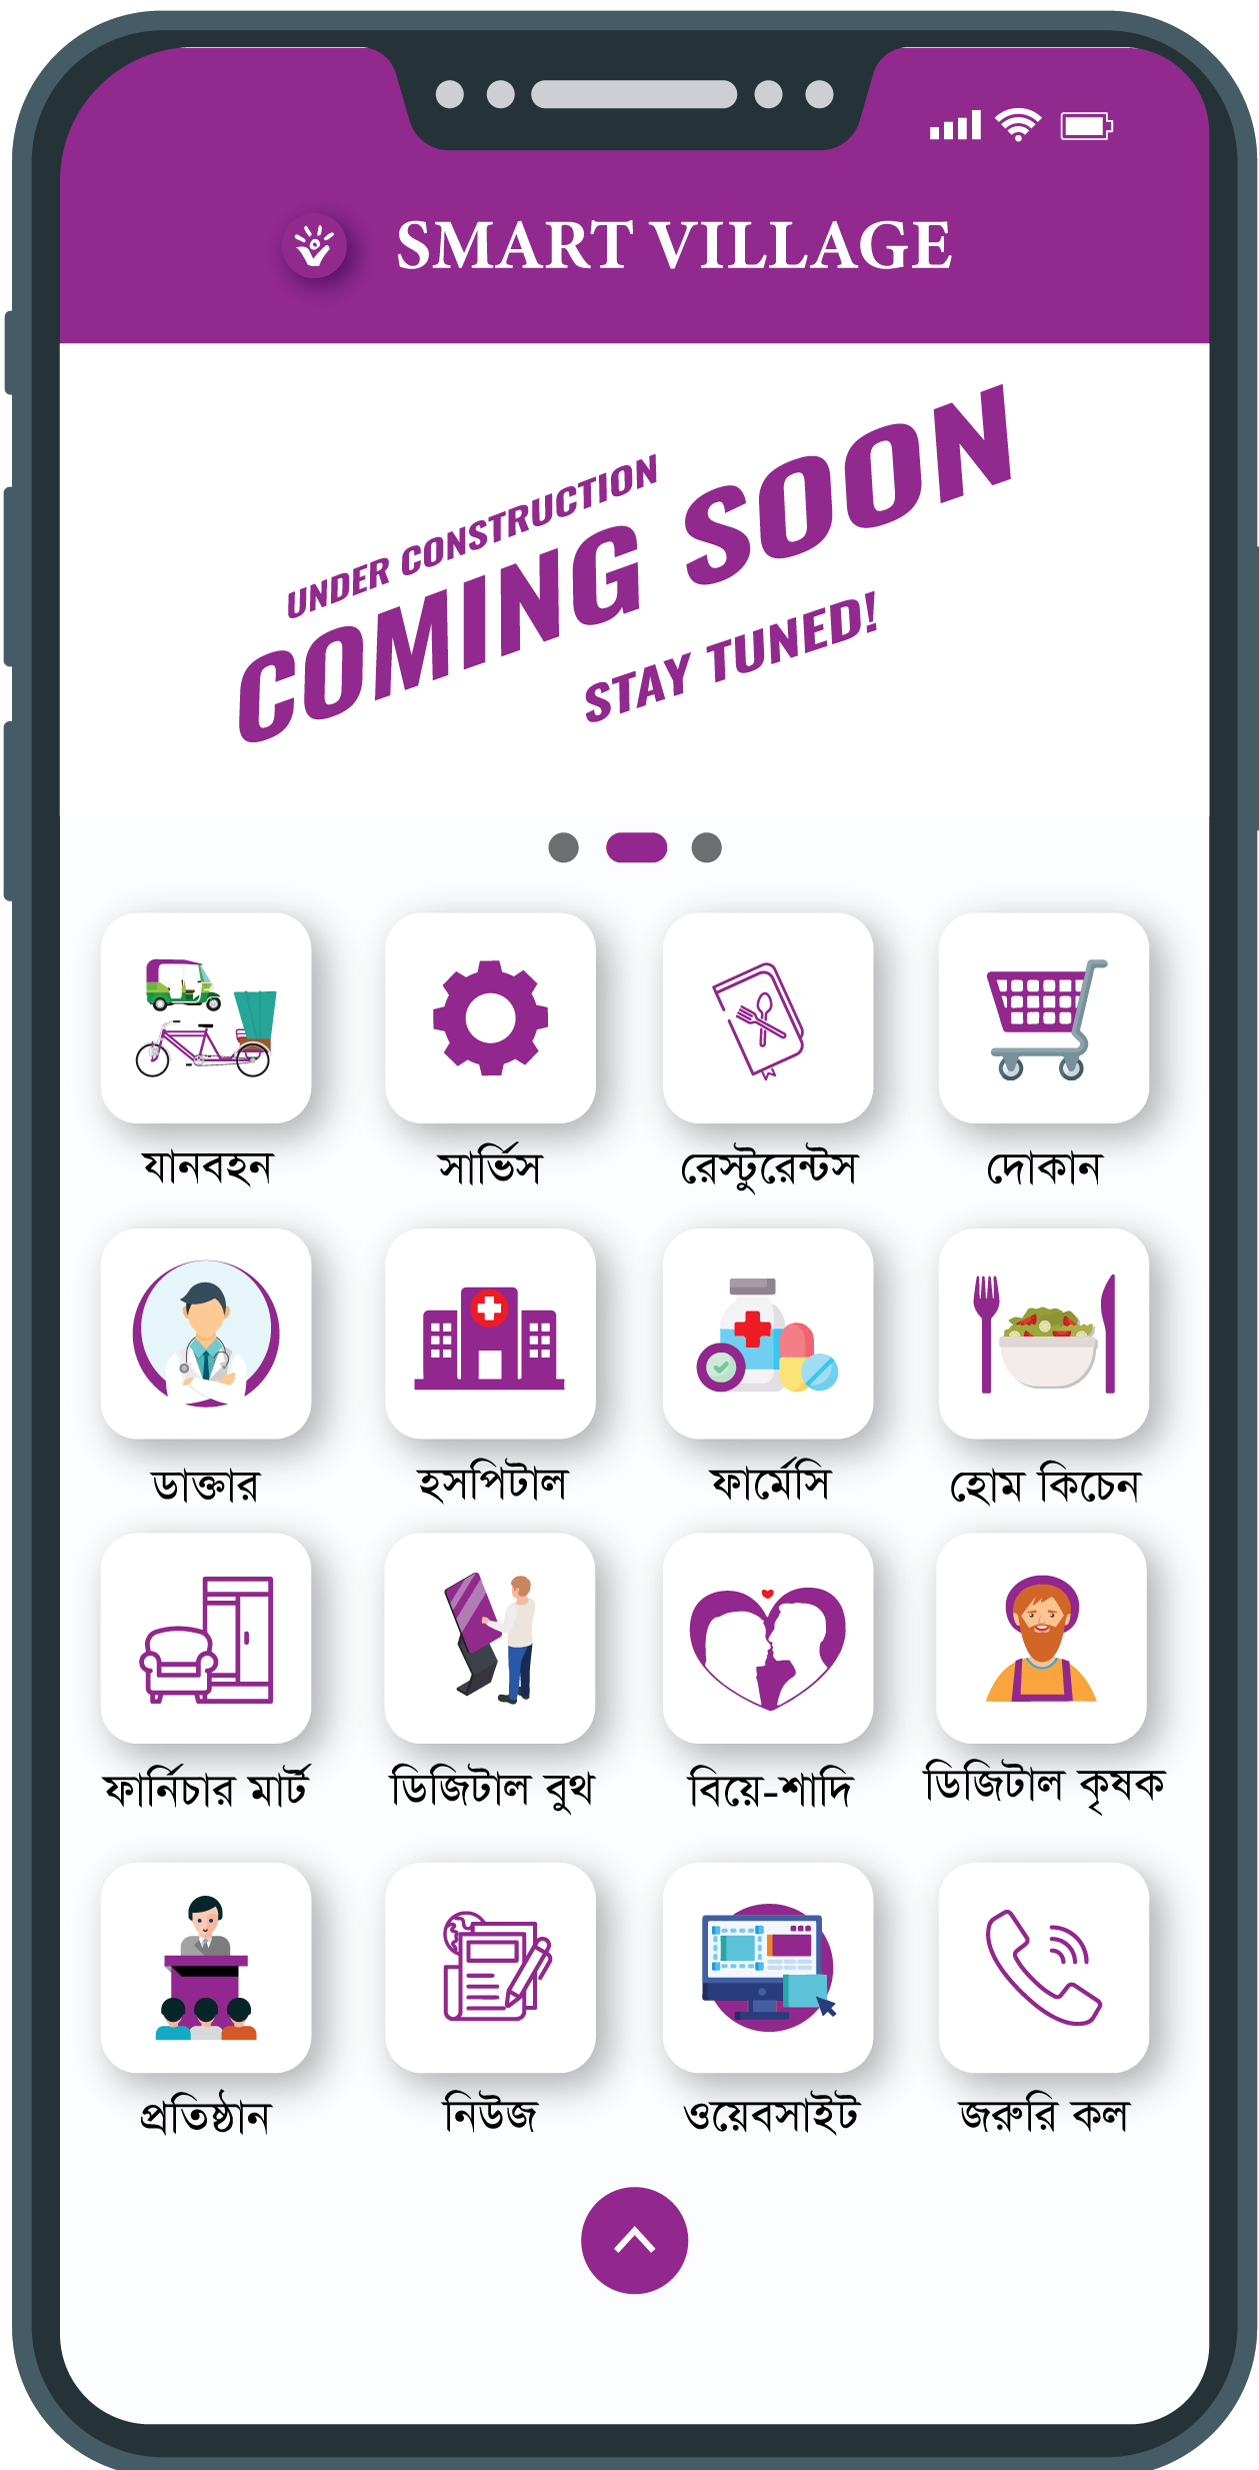 SMART VILLAGE
UNDER CONSTRUCTION
COMING SOON
STAY TUNED!
যানবহন
সার্ভিস
রেস্টুরেন্টস
দোকান
ডাক্তার
হসপিটাল
ফার্মেসি
হোম কিচেন
ফার্নিচার মার্ট
ডিজিটাল বুথ
বিয়ে-শাদি
ডিজিটাল কৃষক
প্রতিষ্ঠান
নিউজ
ওয়েবসাইট
জরুরি কল